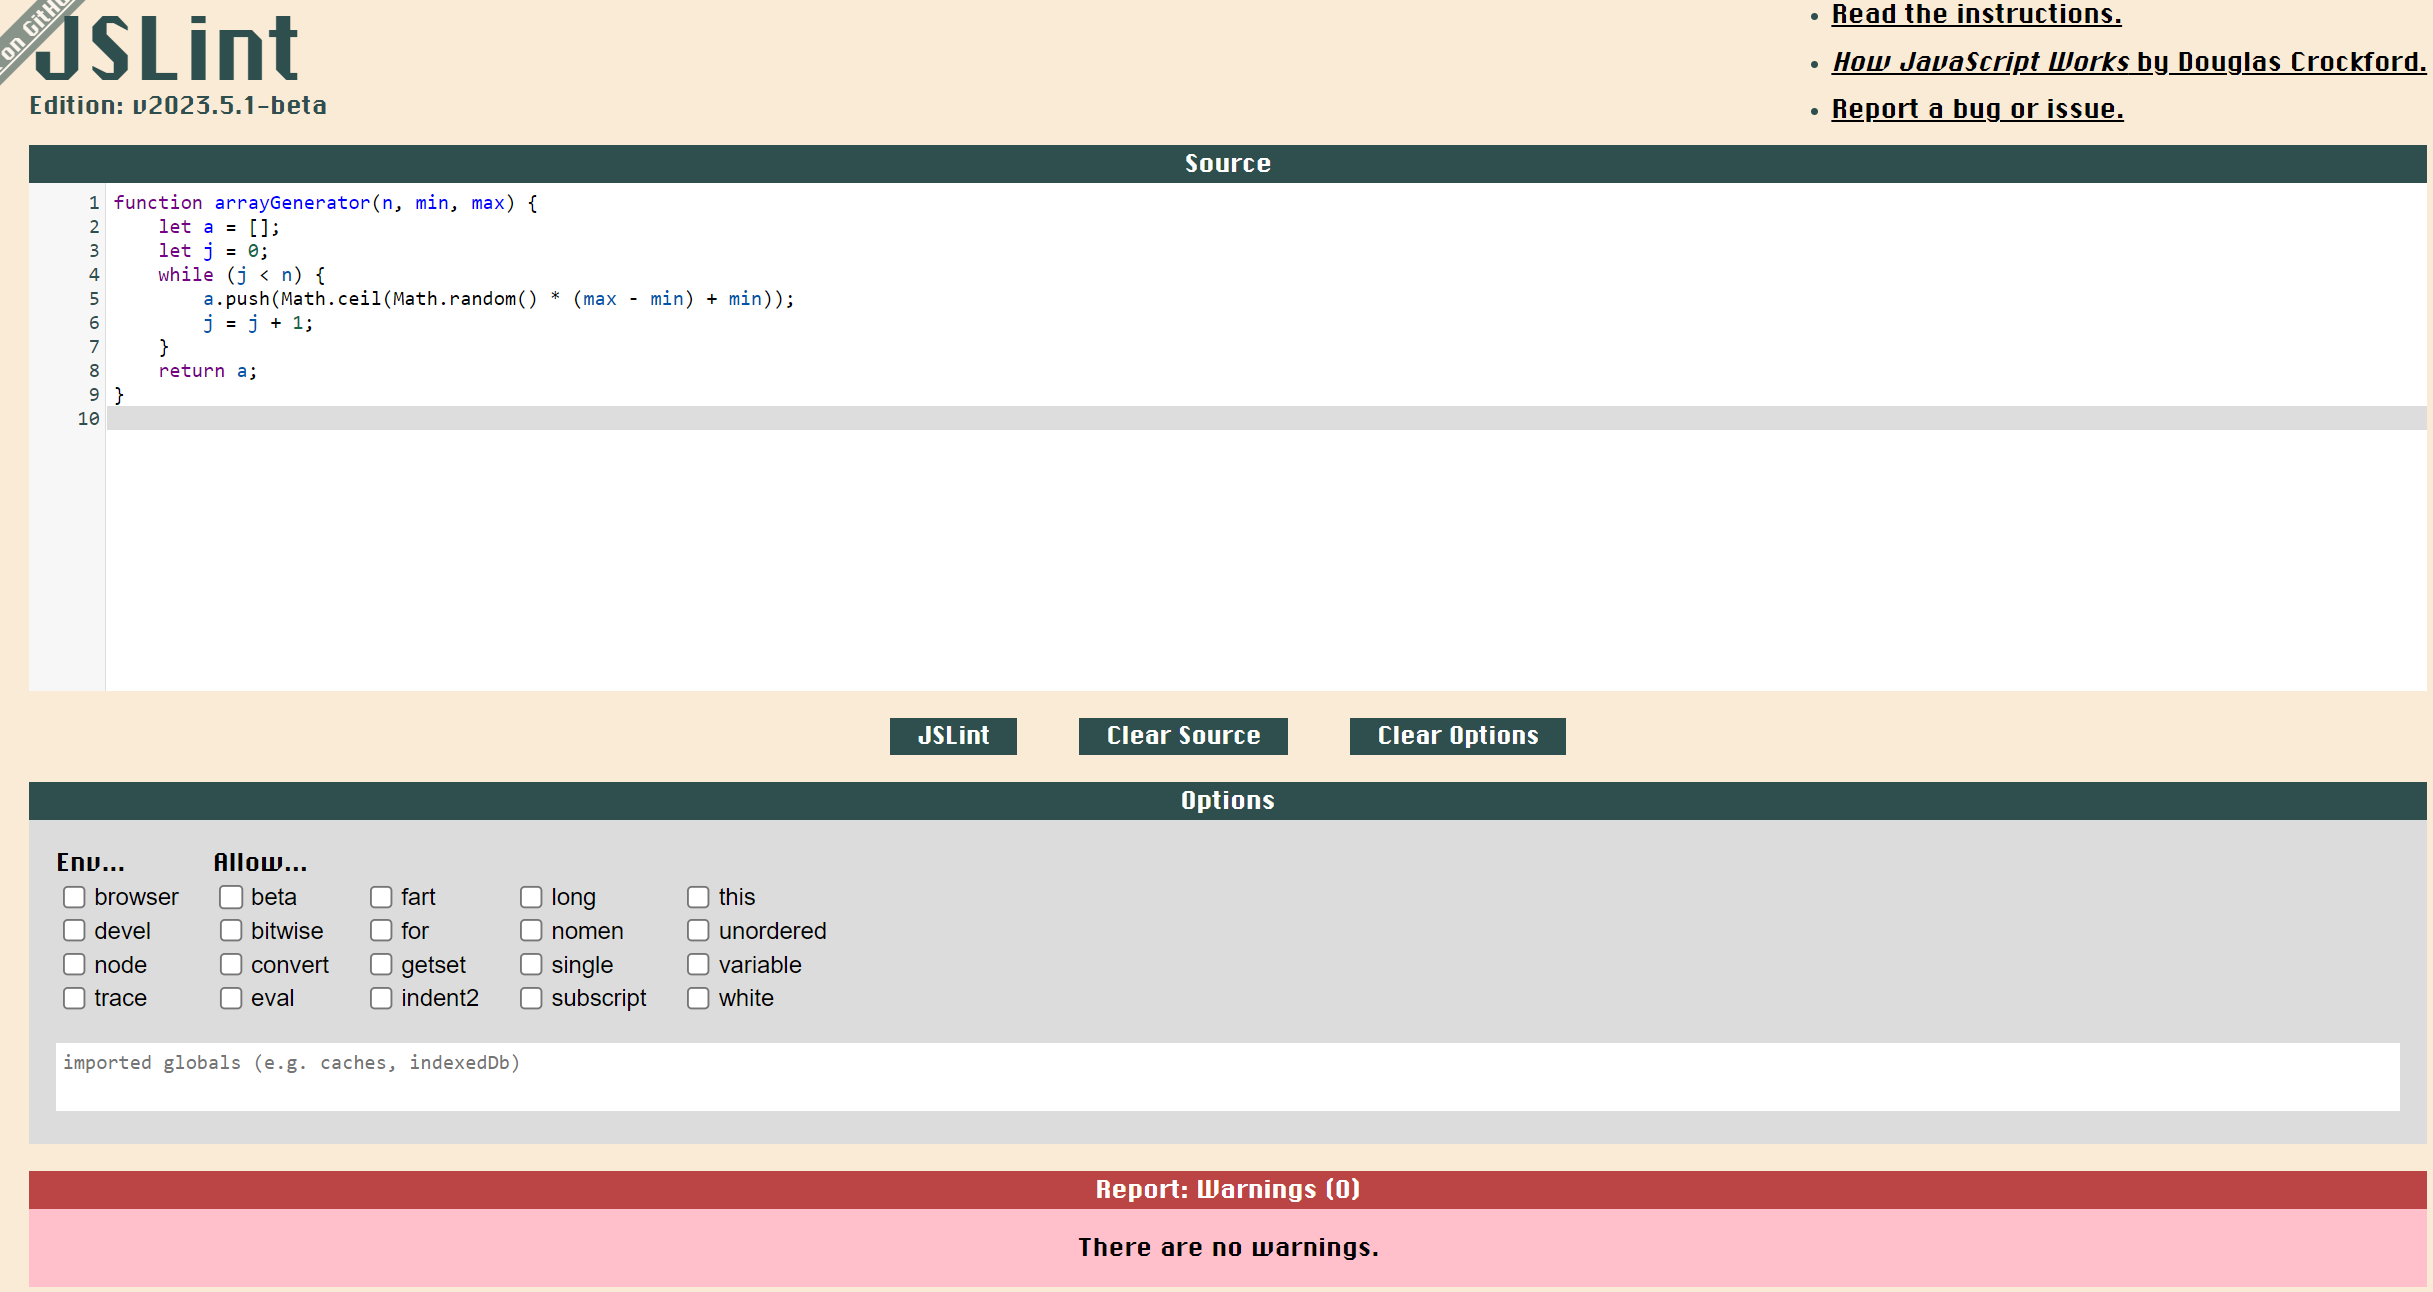 on GitHu
JSLint
Edition: v2023.5.1-beta
Read the instructions.
How JavaScript Works by Douglas Crockford.
Report a bug or issue.
Source
1 function arrayGenerator(n, min, max) {
2     let a = [];
3     let j = 0;
4     while (j < n) {
5         a.push(Math.ceil(Math.random() * (max - min) + min));
6         j = j + 1;
7     }
8     return a;
9 }
10
JSLint Clear Source Clear Options
Options
Env... Allow...
browser beta fart long this
devel bitwise for nomen unordered
node convert getset single variable
trace eval indent2 subscript white
imported globals (e.g. caches, indexedDb)
Report: Warnings (0)
There are no warnings.